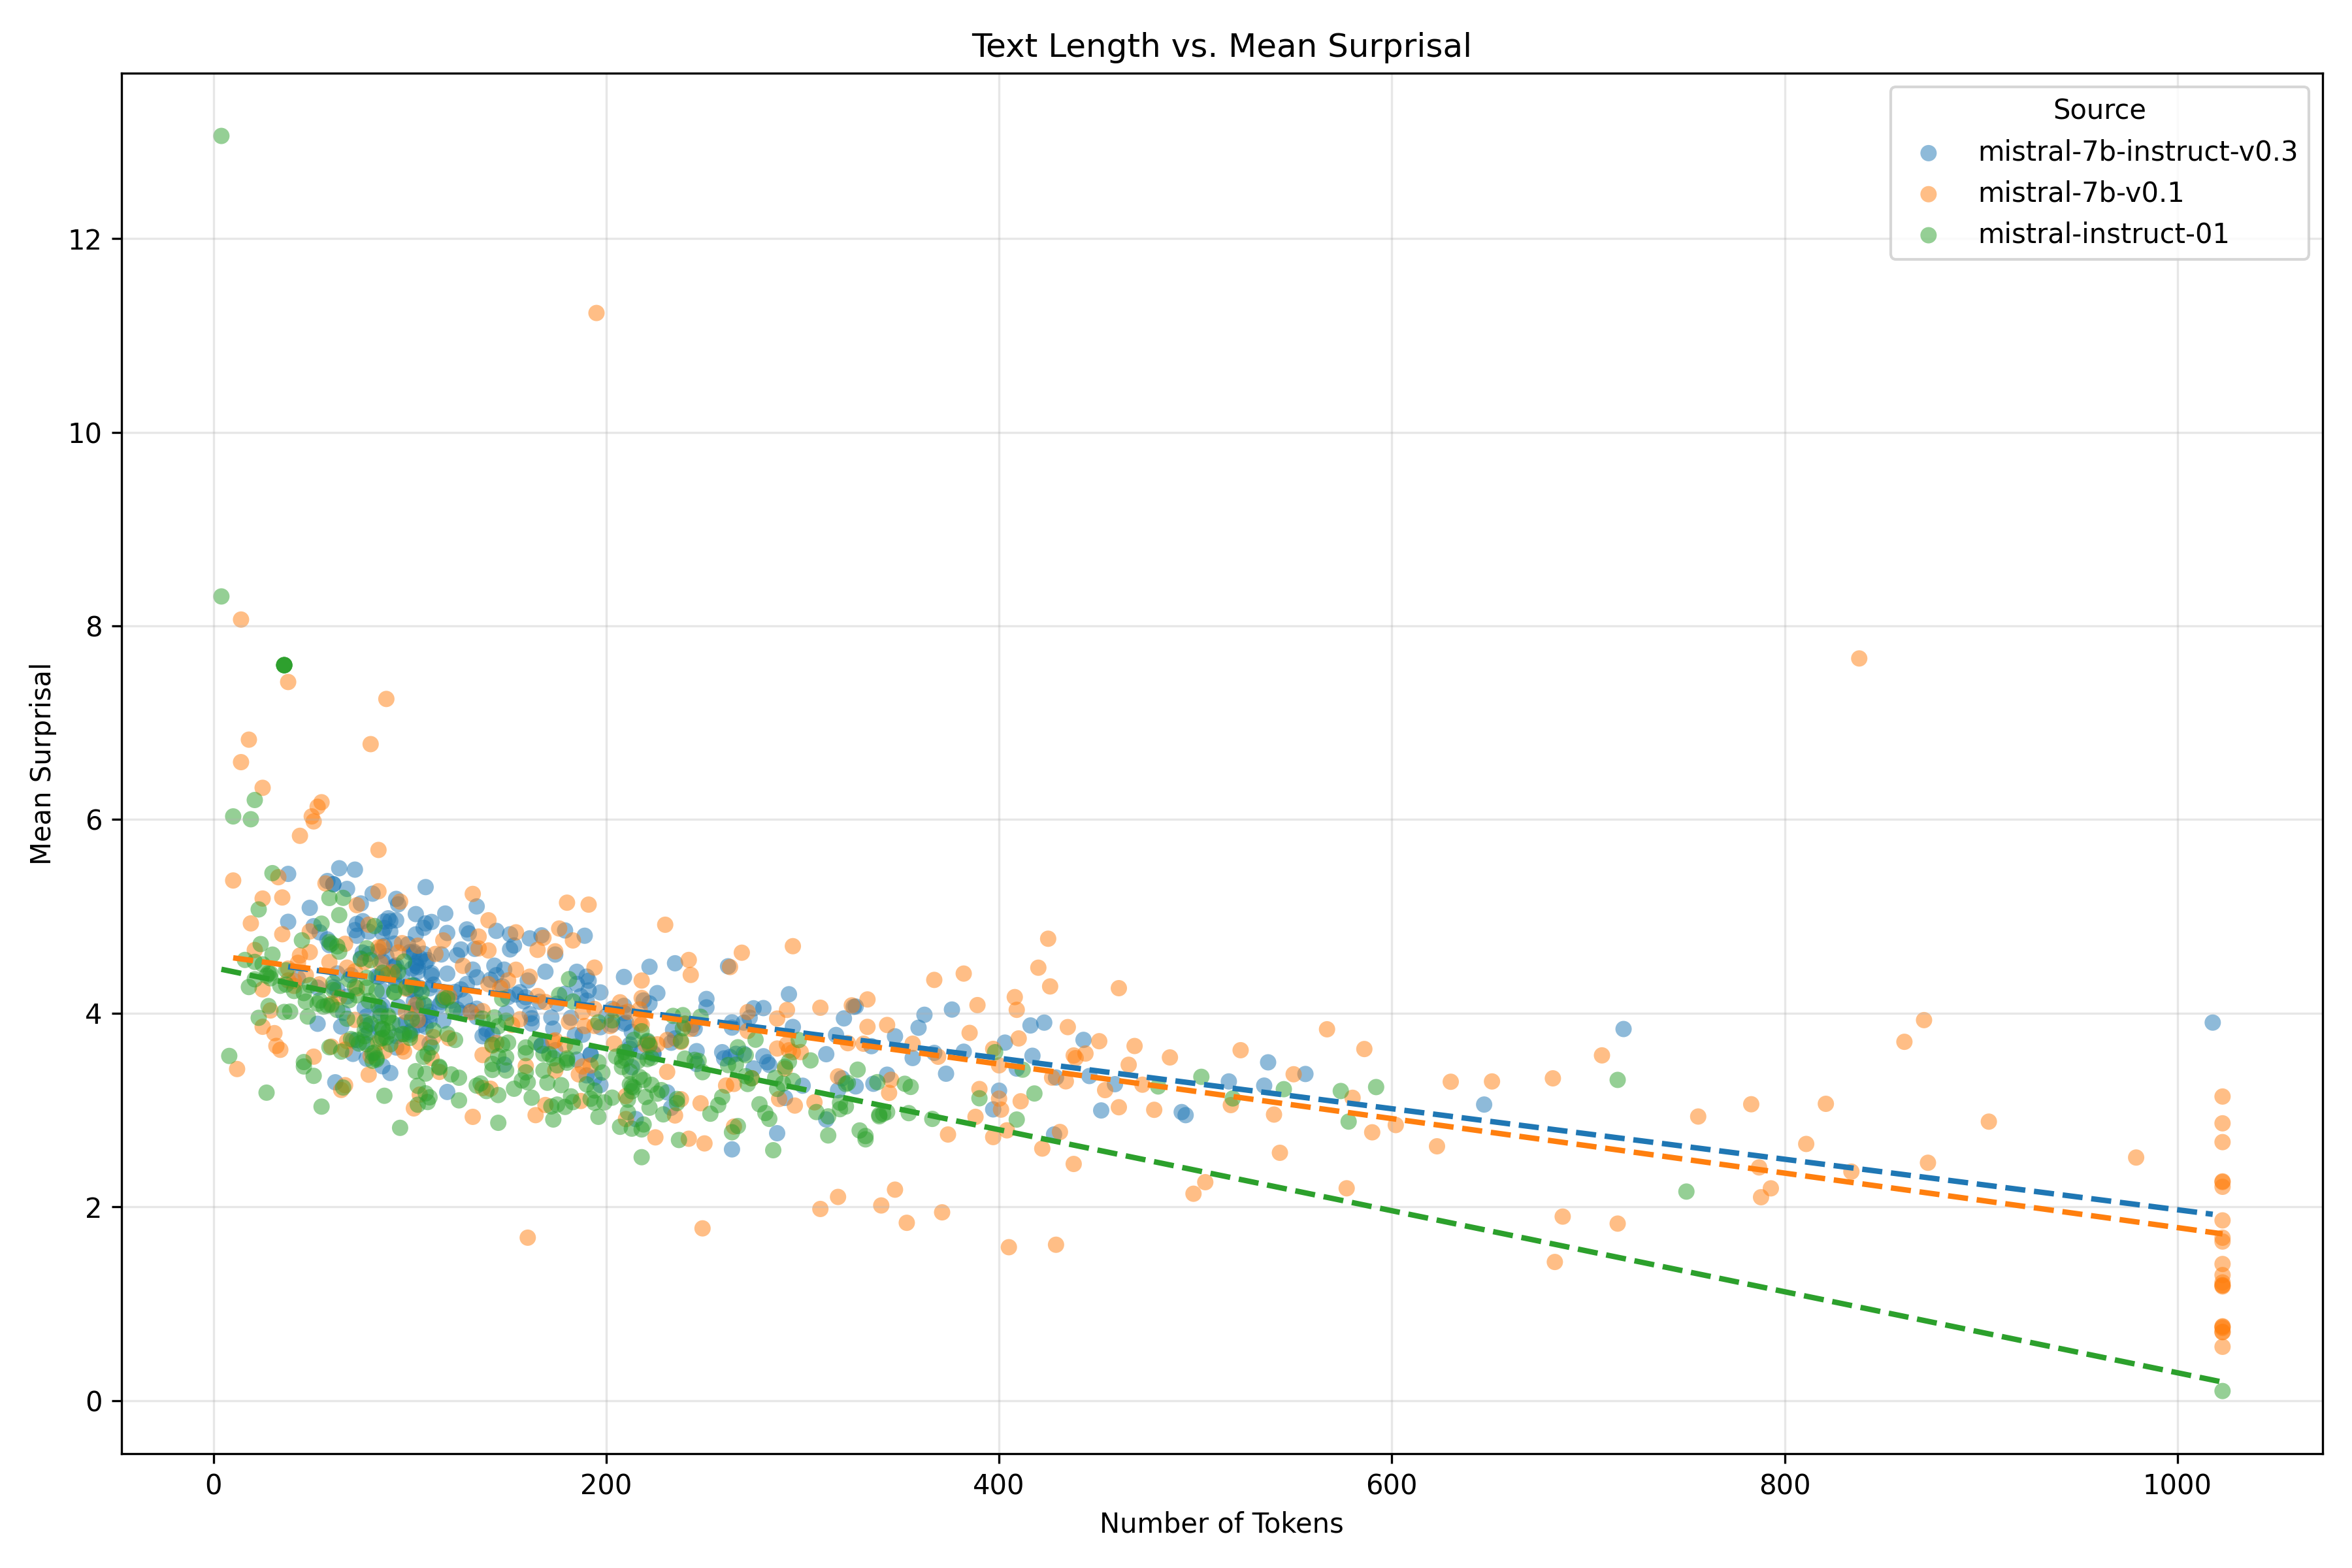 Text Length vs. Mean Surprisal
Source
mistral-7b-instruct-v0.3
mistral-7b-v0.1
mistral-instruct-01
12
10
8
6
4
2
0
Mean Surprisal
0 200 400 600 800 1000
Number of Tokens